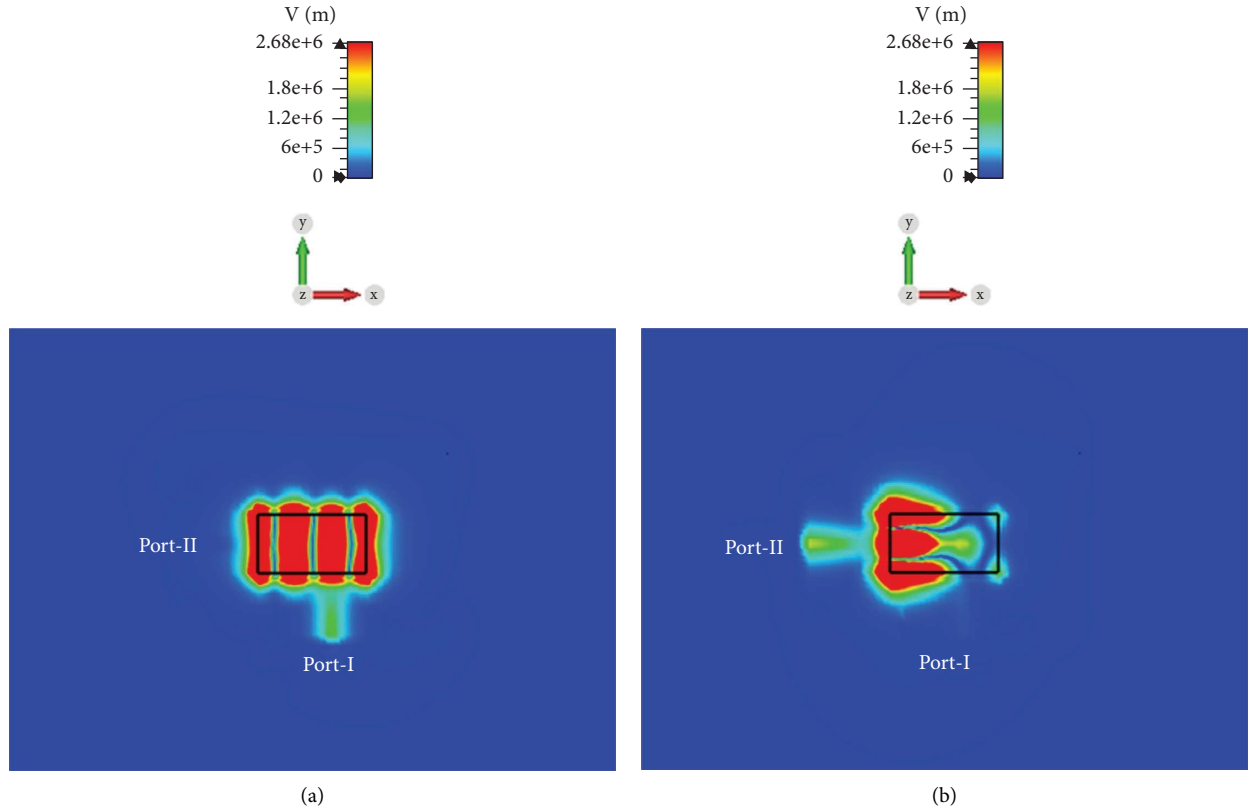 V (m)
2.68e+6
1.8e+6
1.2e+6
6e+5
0
y
z
x
Port-II
Port-I
(a)
V (m)
2.68e+6
1.8e+6
1.2e+6
6e+5
0
y
z
x
Port-II
Port-I
(b)